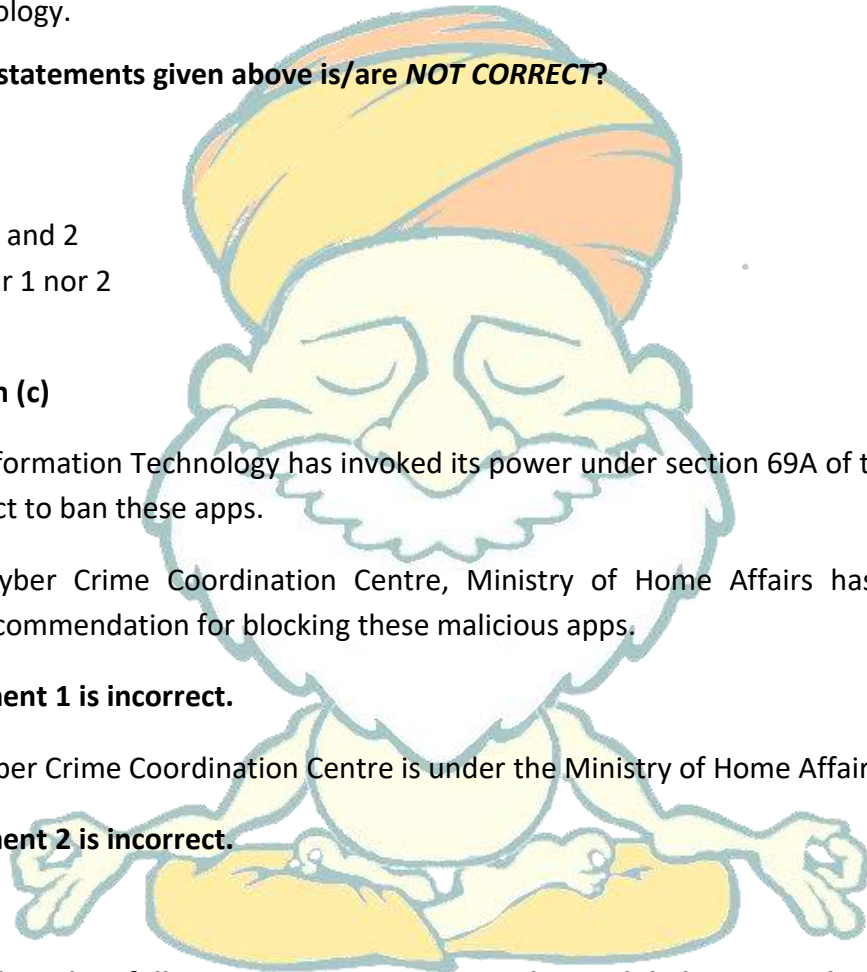 ology.
statements given above is/are NOT CORRECT?
and 2
r 1 nor 2
n (c)
formation Technology has invoked its power under section 69A of t
ct to ban these apps.
yber Crime Coordination Centre, Ministry of Home Affairs has
commendation for blocking these malicious apps.
ment 1 is incorrect.
ber Crime Coordination Centre is under the Ministry of Home Affair
ment 2 is incorrect.